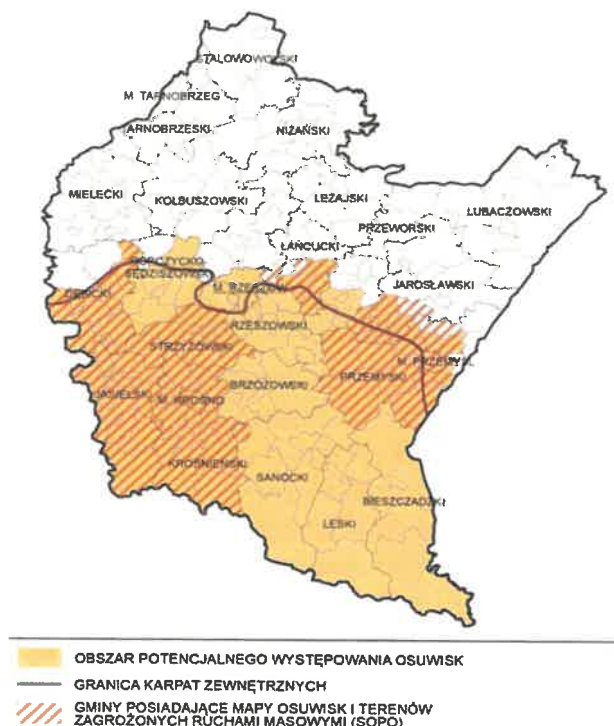 STALOWOWOLSKI
M. TARNOBRZEG
ARNOBRZESKI
NIŻAŃSKI
MIELECKI
KOLBUSZOWSKI
LEŻAJSKI
LUBACZOWSKI
PRZEWORSKI
ŁAŃCUCKI
JAROSŁAWSKI
ROPCZYCKO-
SĘDZISZOWSKI
DĘBICKI
M. RZESZÓW
RZESZOWSKI
STRZYŻOWSKI
M. PRZEMYŚL
PRZEMYSKI
JASIELSKI
M. KROSNO
BRZOZOWSKI
KROŚNIEŃSKI
SANOCKI
BIESZCZADZKI
LESKI
OBSZAR POTENCJALNEGO WYSTĘPOWANIA OSUWISK
GRANICA KARPAT ZEWNĘTRZNYCH
GMINY POSIADAJĄCE MAPY OSUWISK I TERENÓW
ZAGROŻONYCH RUCHAMI MASOWYMI (SOPO)